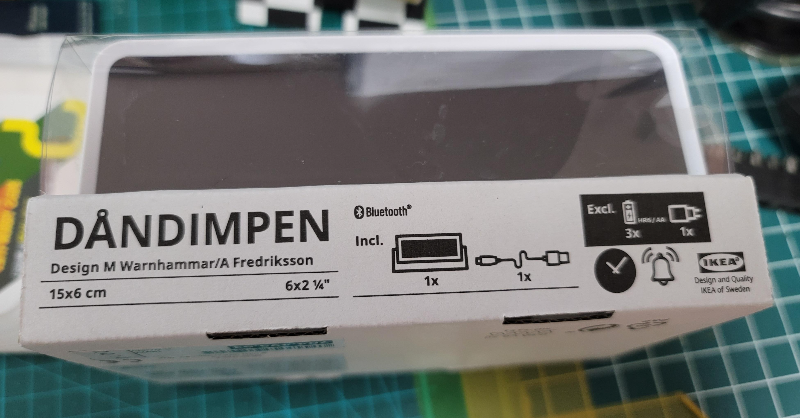 DÅNDIMPEN
Design M Warnhammar/A Fredriksson
15x6 cm 6x2 ¼"
Bluetooth®
Incl.
1x 1x
Excl.
HR6/AA
3x 1x
IKEA®
Design and Quality
IKEA of Sweden